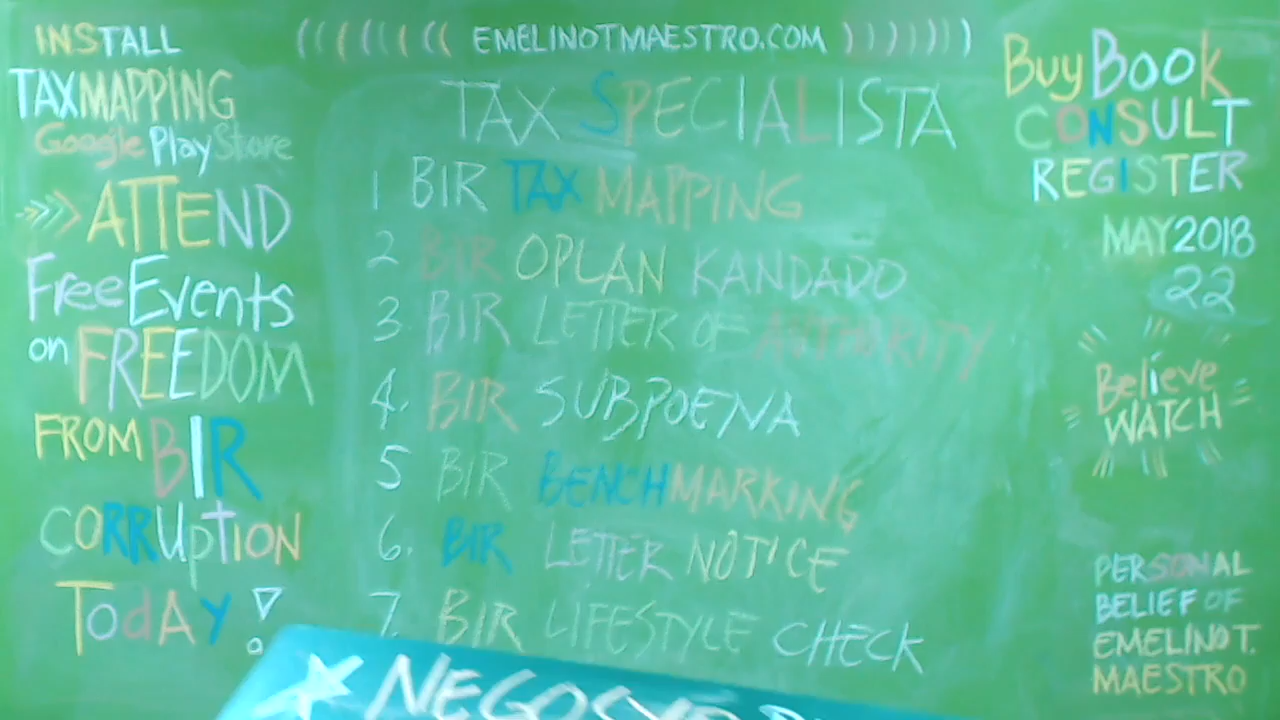 INSTALL
TAXMAPPING
Google Play Store
>>> ATTEND
Free Events
on FREEDOM
FROM BIR
CORRUPTION
TODAY!
((((((( EMELINOTMAESTRO.COM )))))))
TAX SPECIALISTA
1 BIR TAX MAPPING
2 BIR OPLAN KANDADO
3. BIR LETTER OF AUTHORITY
4. BIR SUBPOENA
5 BIR BENCHMARKING
6. BIR LETTER NOTICE
7. BIR LIFESTYLE CHECK
Buy Book
CONSULT
REGISTER
MAY 2018
22
Believe
WATCH
PERSONAL
BELIEF OF
EMELINO T.
MAESTRO